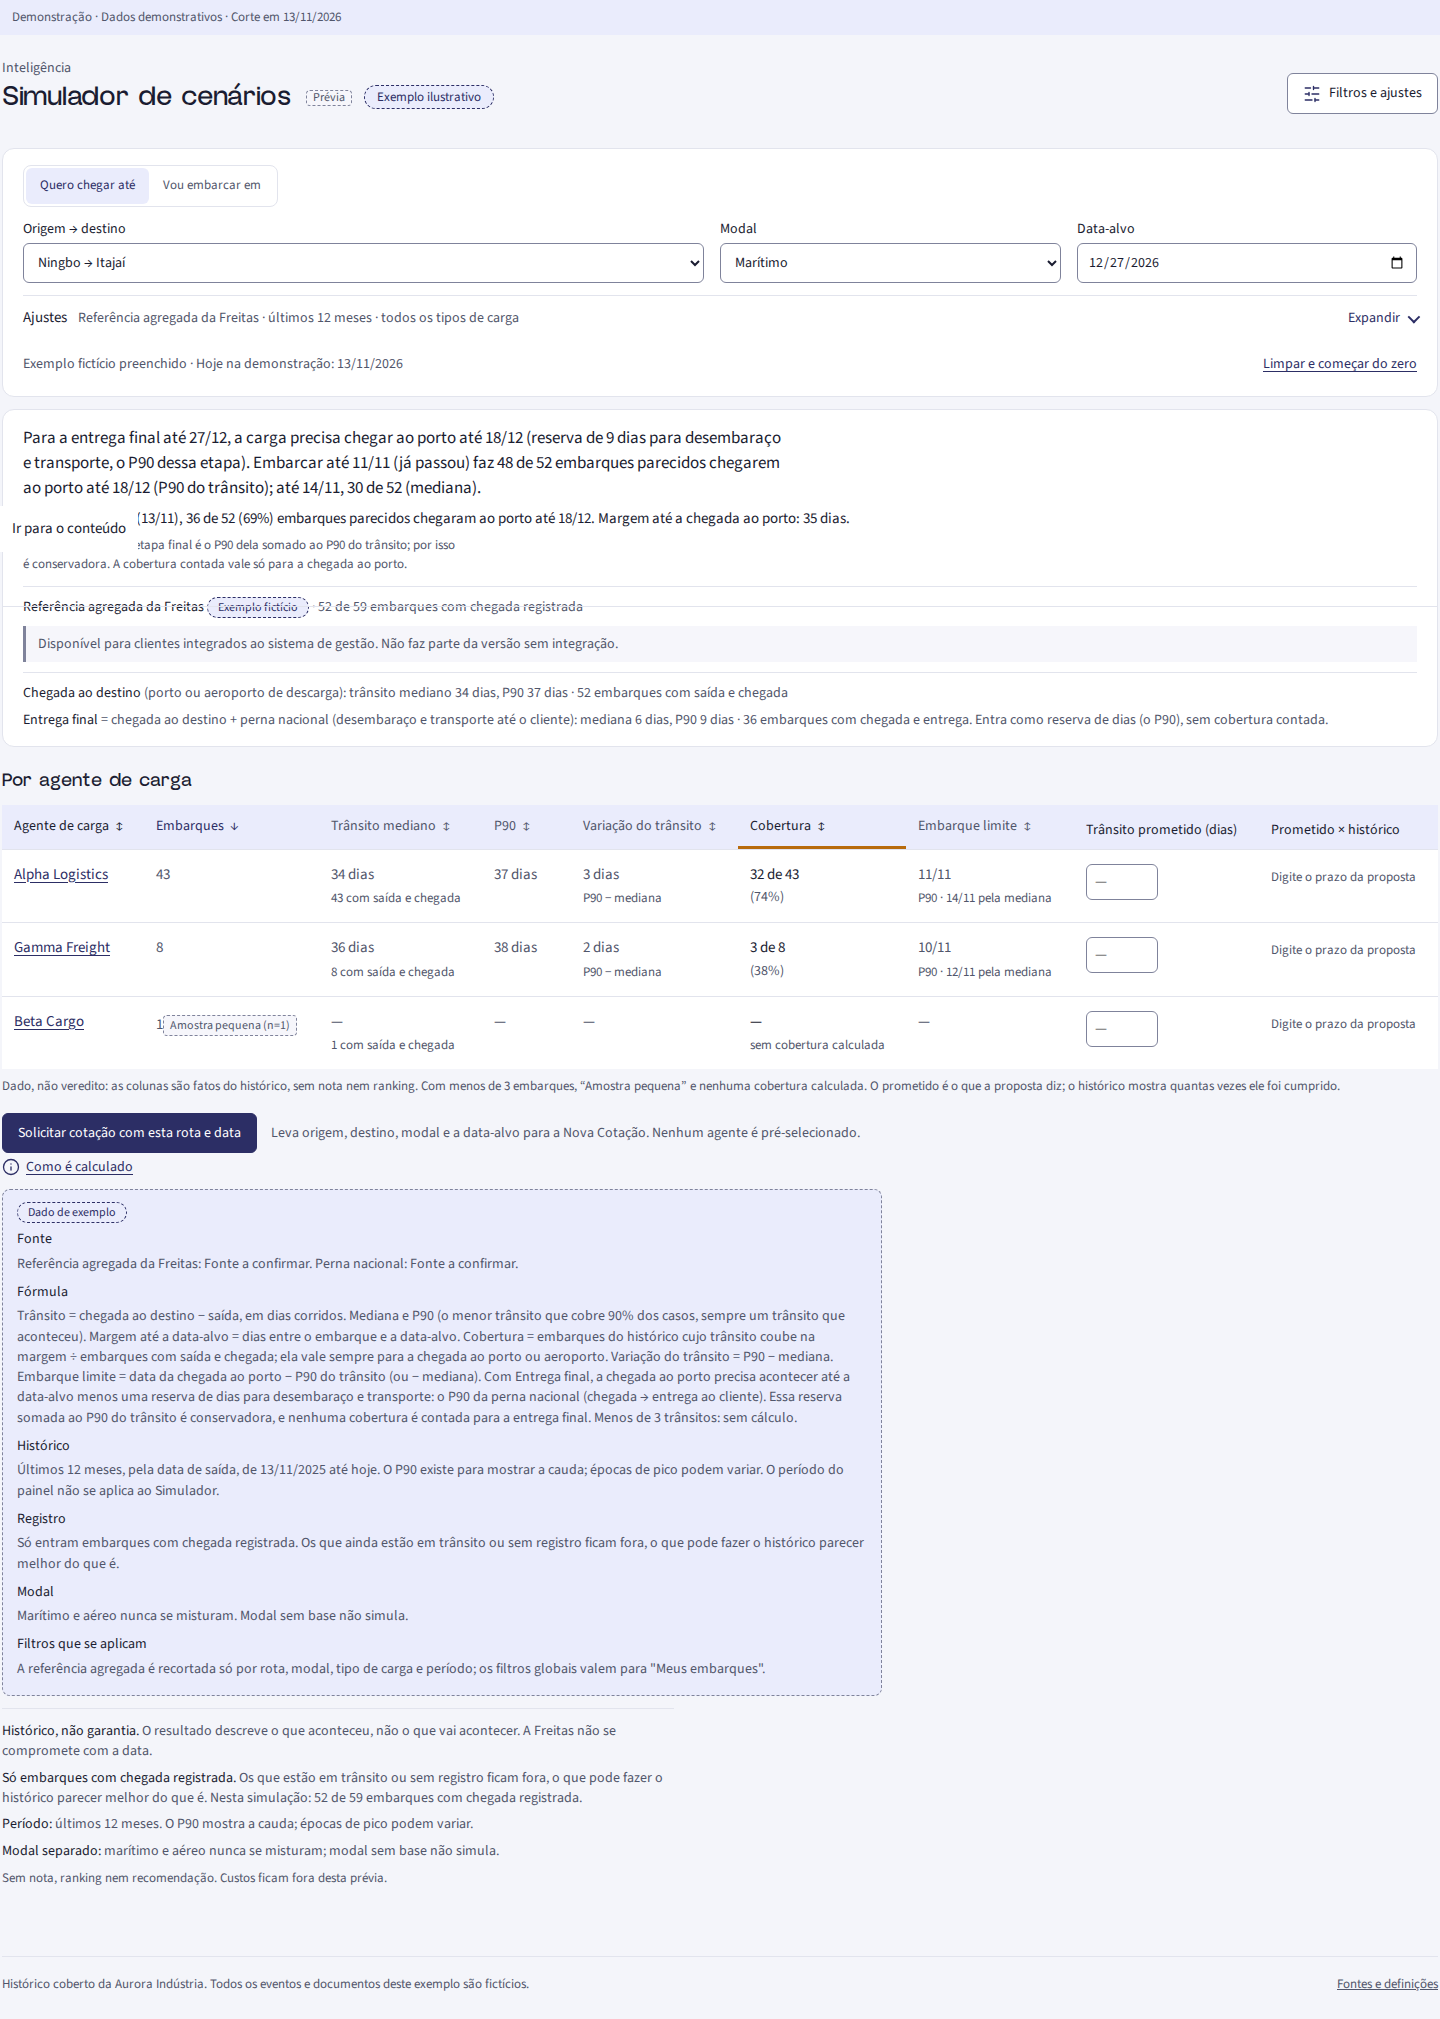 Demonstração · Dados demonstrativos · Corte em 13/11/2026
Inteligência
Simulador de cenários
Prévia
Exemplo ilustrativo
Filtros e ajustes
Quero chegar até
Vou embarcar em
Origem → destino
Modal
Data-alvo
Ningbo → Itajaí
Marítimo
12/27/2026
Ajustes Referência agregada da Freitas · últimos 12 meses · todos os tipos de carga
Expandir
Exemplo fictício preenchido · Hoje na demonstração: 13/11/2026
Limpar e começar do zero
Para a entrega final até 27/12, a carga precisa chegar ao porto até 18/12 (reserva de 9 dias para desembaraço
e transporte, o P90 dessa etapa). Embarcar até 11/11 (já passou) faz 48 de 52 embarques parecidos chegarem
ao porto até 18/12 (P90 do trânsito); até 14/11, 30 de 52 (mediana).
Ir para o conteúdo
(13/11), 36 de 52 (69%) embarques parecidos chegaram ao porto até 18/12. Margem até a chegada ao porto: 35 dias.
etapa final é o P90 dela somado ao P90 do trânsito; por isso
é conservadora. A cobertura contada vale só para a chegada ao porto.
Referência agregada da Freitas Exemplo fictício · 52 de 59 embarques com chegada registrada
Disponível para clientes integrados ao sistema de gestão. Não faz parte da versão sem integração.
Chegada ao destino (porto ou aeroporto de descarga): trânsito mediano 34 dias, P90 37 dias · 52 embarques com saída e chegada
Entrega final = chegada ao destino + perna nacional (desembaraço e transporte até o cliente): mediana 6 dias, P90 9 dias · 36 embarques com chegada e entrega. Entra como reserva de dias (o P90), sem cobertura contada.
Por agente de carga
Agente de carga ↕ Embarques ↓ Trânsito mediano ↕ P90 ↕ Variação do trânsito ↕ Cobertura ↕ Embarque limite ↕ Trânsito prometido (dias) Prometido × histórico
Alpha Logistics 43 34 dias 37 dias 3 dias 32 de 43 11/11 — Digite o prazo da proposta
43 com saída e chegada P90 − mediana (74%) P90 · 14/11 pela mediana
Gamma Freight 8 36 dias 38 dias 2 dias 3 de 8 10/11 — Digite o prazo da proposta
8 com saída e chegada P90 − mediana (38%) P90 · 12/11 pela mediana
Beta Cargo 1 Amostra pequena (n=1) — — — — — — Digite o prazo da proposta
1 com saída e chegada sem cobertura calculada
Dado, não veredito: as colunas são fatos do histórico, sem nota nem ranking. Com menos de 3 embarques, “Amostra pequena” e nenhuma cobertura calculada. O prometido é o que a proposta diz; o histórico mostra quantas vezes ele foi cumprido.
Solicitar cotação com esta rota e data
Leva origem, destino, modal e a data-alvo para a Nova Cotação. Nenhum agente é pré-selecionado.
Como é calculado
Dado de exemplo
Fonte
Referência agregada da Freitas: Fonte a confirmar. Perna nacional: Fonte a confirmar.
Fórmula
Trânsito = chegada ao destino − saída, em dias corridos. Mediana e P90 (o menor trânsito que cobre 90% dos casos, sempre um trânsito que
aconteceu). Margem até a data-alvo = dias entre o embarque e a data-alvo. Cobertura = embarques do histórico cujo trânsito coube na
margem ÷ embarques com saída e chegada; ela vale sempre para a chegada ao porto ou aeroporto. Variação do trânsito = P90 − mediana.
Embarque limite = data da chegada ao porto − P90 do trânsito (ou − mediana). Com Entrega final, a chegada ao porto precisa acontecer até a
data-alvo menos uma reserva de dias para desembaraço e transporte: o P90 da perna nacional (chegada → entrega ao cliente). Essa reserva
somada ao P90 do trânsito é conservadora, e nenhuma cobertura é contada para a entrega final. Menos de 3 trânsitos: sem cálculo.
Histórico
Últimos 12 meses, pela data de saída, de 13/11/2025 até hoje. O P90 existe para mostrar a cauda; épocas de pico podem variar. O período do
painel não se aplica ao Simulador.
Registro
Só entram embarques com chegada registrada. Os que ainda estão em trânsito ou sem registro ficam fora, o que pode fazer o histórico parecer
melhor do que é.
Modal
Marítimo e aéreo nunca se misturam. Modal sem base não simula.
Filtros que se aplicam
A referência agregada é recortada só por rota, modal, tipo de carga e período; os filtros globais valem para "Meus embarques".
Histórico, não garantia. O resultado descreve o que aconteceu, não o que vai acontecer. A Freitas não se
compromete com a data.
Só embarques com chegada registrada. Os que estão em trânsito ou sem registro ficam fora, o que pode fazer o
histórico parecer melhor do que é. Nesta simulação: 52 de 59 embarques com chegada registrada.
Período: últimos 12 meses. O P90 mostra a cauda; épocas de pico podem variar.
Modal separado: marítimo e aéreo nunca se misturam; modal sem base não simula.
Sem nota, ranking nem recomendação. Custos ficam fora desta prévia.
Histórico coberto da Aurora Indústria. Todos os eventos e documentos deste exemplo são fictícios.
Fontes e definições